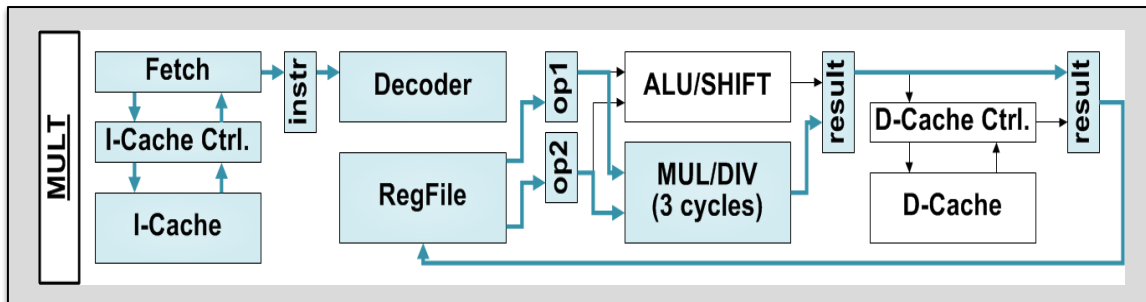 MULT
Fetch
I-Cache Ctrl.
I-Cache
instr
Decoder
RegFile
op1
op2
ALU/SHIFT
MUL/DIV
(3 cycles)
result
D-Cache Ctrl.
D-Cache
result